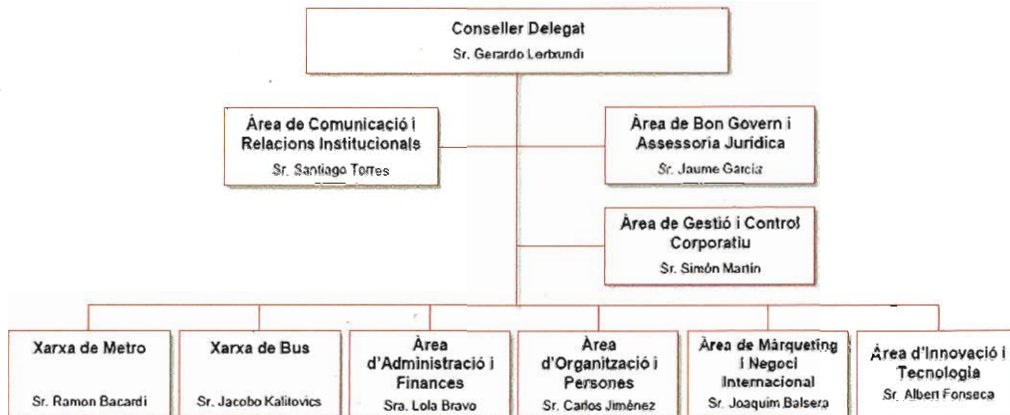 Conseller Delegat
Sr. Gerardo Lertxundi
Àrea de Comunicació i
Relacions Institucionals
Sr. Santiago Torres
Àrea de Bon Govern i
Assessoria Jurídica
Sr. Jaume García
Àrea de Gestió i Control
Corporatiu
Sr. Simón Martín
Xarxa de Metro
Sr. Ramon Bacardí
Xarxa de Bus
Sr. Jacobo Kalitovics
Àrea
d'Administració i
Finances
Sra. Lola Bravo
Àrea
d'Organització i
Persones
Sr. Carlos Jiménez
Àrea de Màrqueting
i Negoci
Internacional
Sr. Joaquim Balsera
Àrea d'Innovació i
Tecnologia
Sr. Albert Fonseca